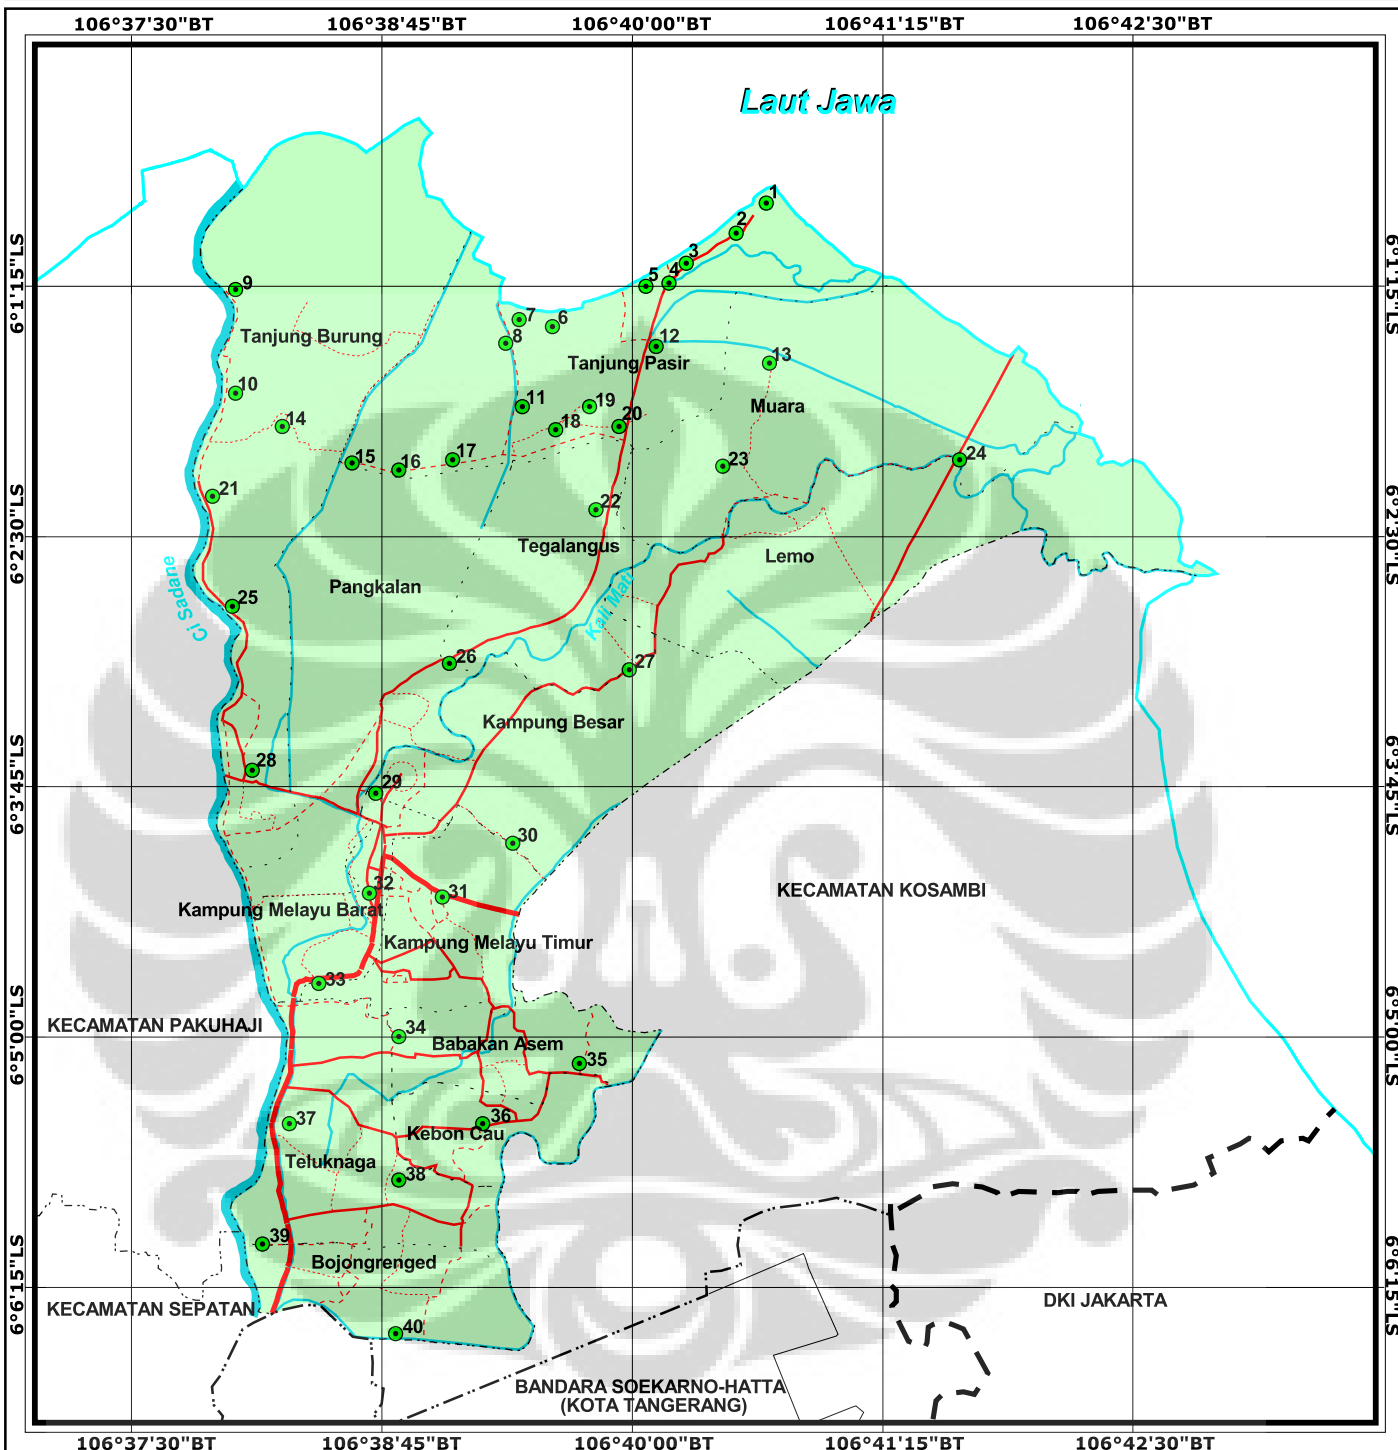 106°37'30"BT 106°38'45"BT 106°40'00"BT 106°41'15"BT 106°42'30"BT
Laut Jawa
1
2
3
4
5
6°1'15"LS 6°1'15"LS
9
7 6
8
Tanjung Burung
12
Tanjung Pasir
13
10
11 19
Muara
14
18 20
15 16 17
23 24
21
22
6°2'30"LS 6°2'30"LS
Tegalangus
Lemo
Pangkalan
Ci Sadane
Kali Mati
25
26
27
Kampung Besar
28
29
6°3'45"LS 6°3'45"LS
30
32 31
KECAMATAN KOSAMBI
Kampung Melayu Barat
Kampung Melayu Timur
33
KECAMATAN PAKUHAJI
34
6°5'00"LS 6°5'00"LS
Babakan Asem
35
37 36
Kebon Cau
Teluknaga
38
39
Bojongrenged
6°6'15"LS 6°6'15"LS
KECAMATAN SEPATAN
DKI JAKARTA
40
BANDARA SOEKARNO-HATTA
(KOTA TANGERANG)
106°37'30"BT 106°38'45"BT 106°40'00"BT 106°41'15"BT 106°42'30"BT